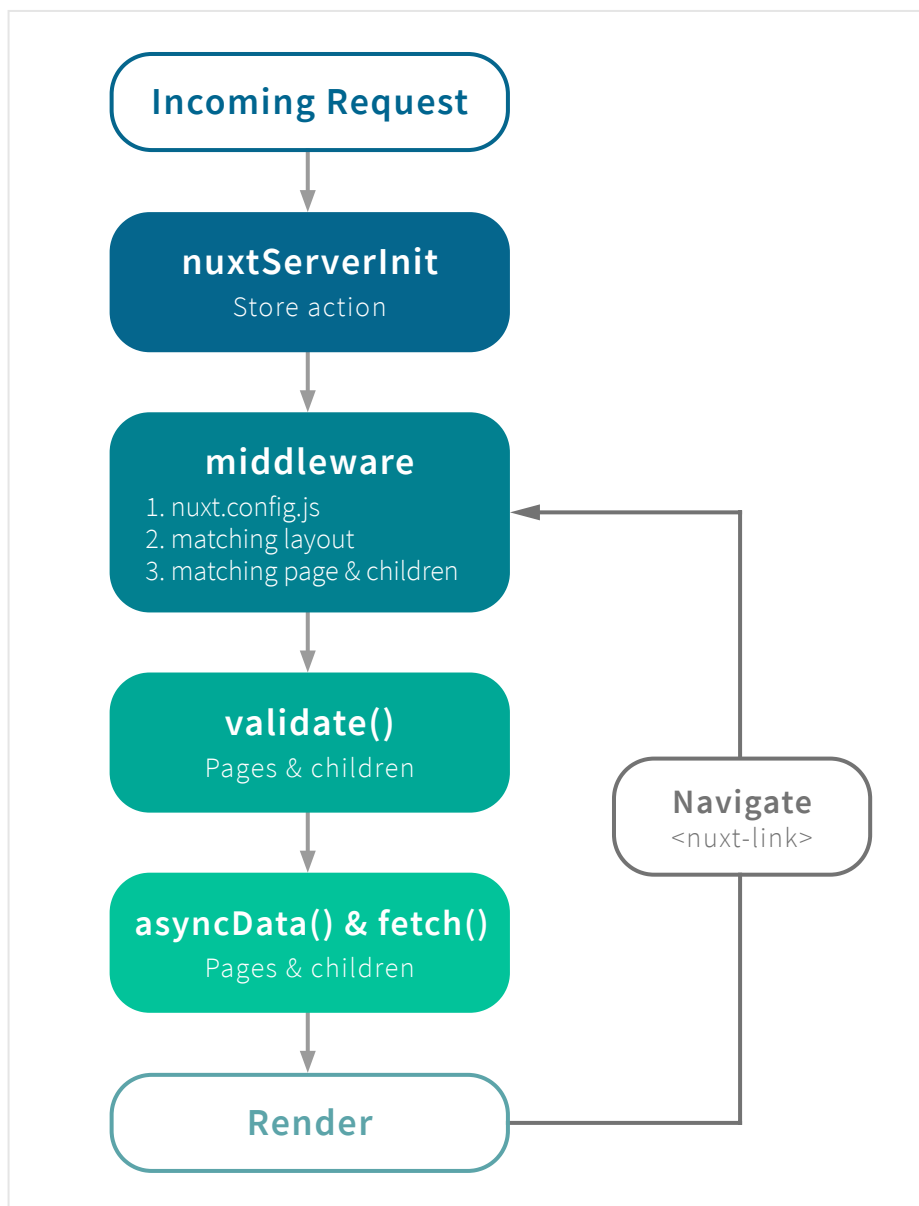 Incoming Request
nuxtServerInit
Store action
middleware
1. nuxt.config.js
2. matching layout
3. matching page & children
validate()
Pages & children
Navigate
<nuxt-link>
asyncData() & fetch()
Pages & children
Render